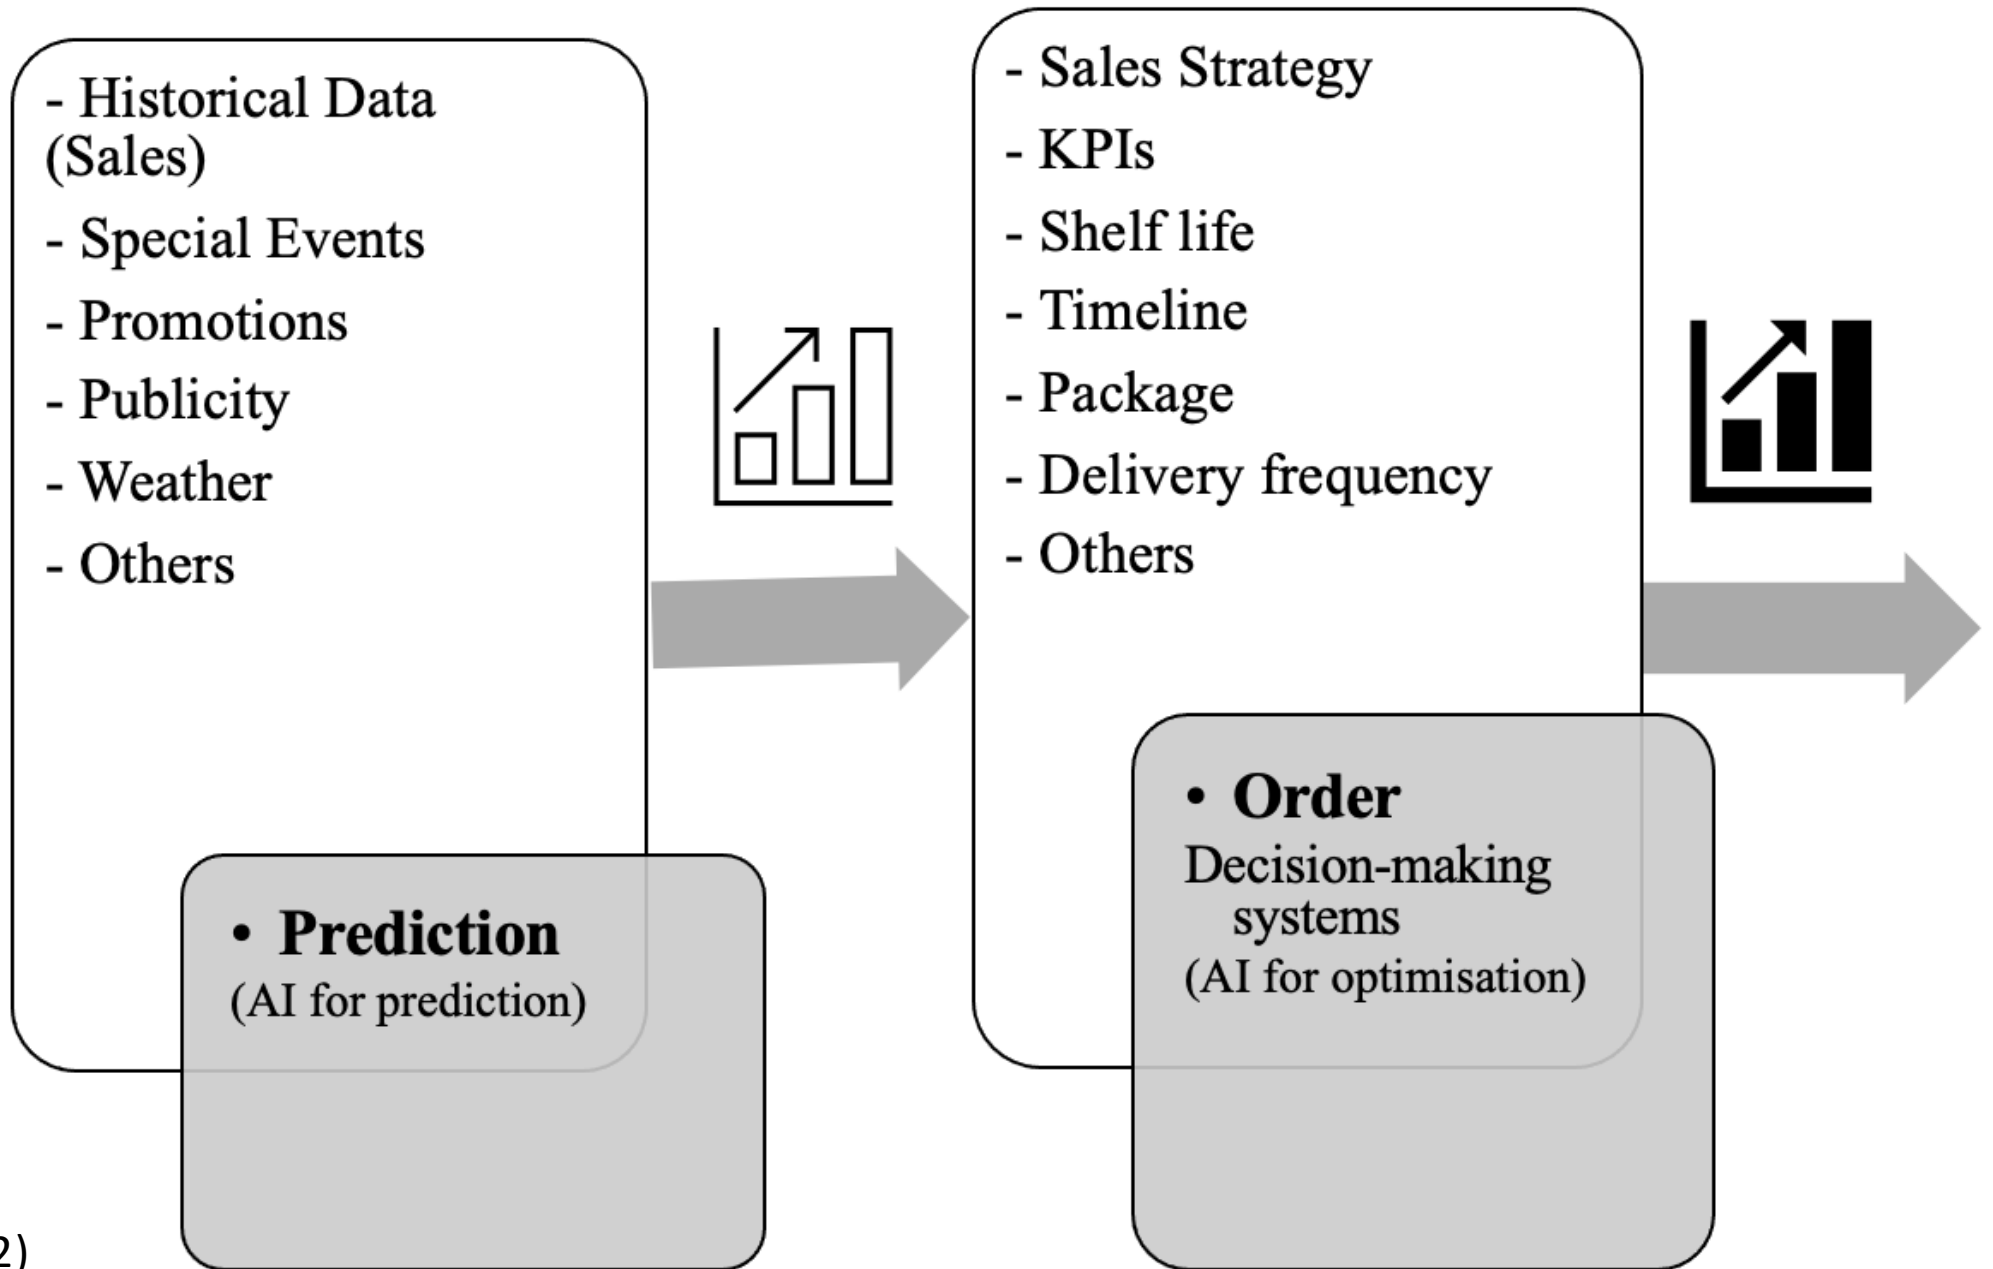 - Historical Data
(Sales)
- Special Events
- Promotions
- Publicity
- Weather
- Others
• Prediction
(AI for prediction)
- Sales Strategy
- KPIs
- Shelf life
- Timeline
- Package
- Delivery frequency
- Others
• Order
Decision-making
systems
(AI for optimisation)
2)